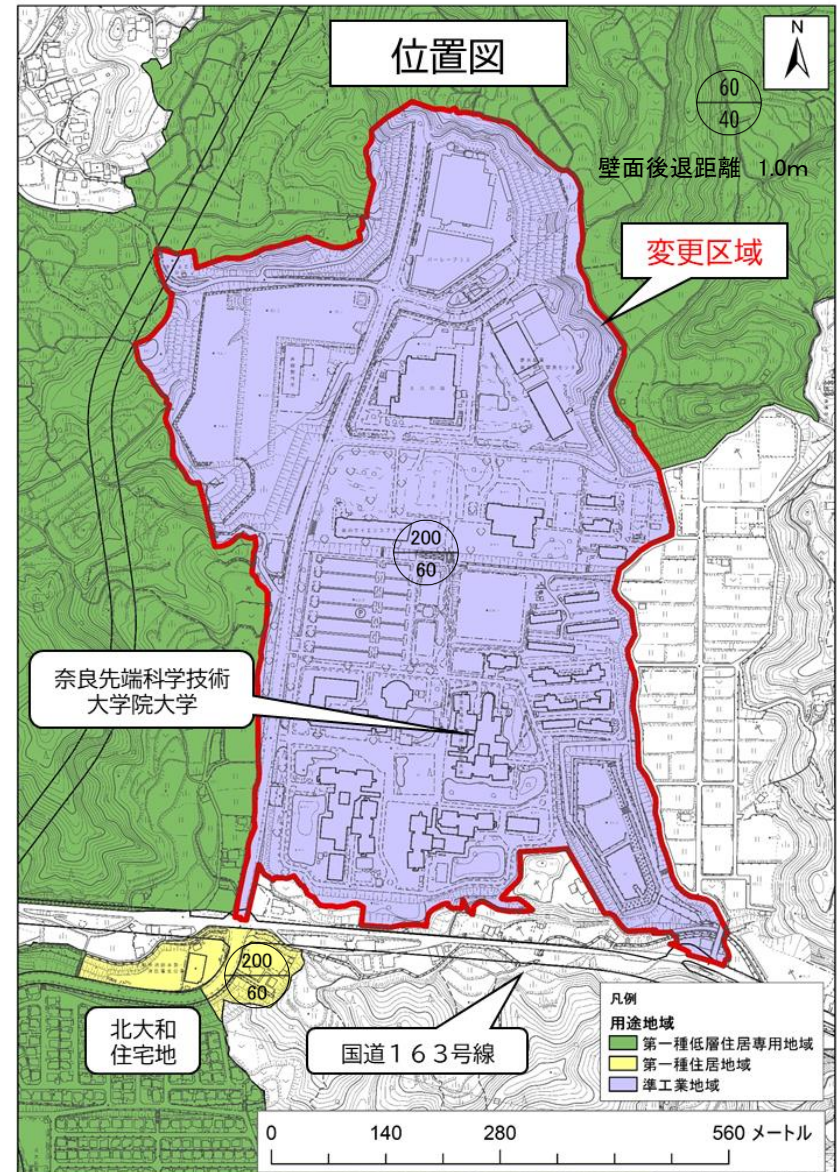 位置図
N
60
40
壁面後退距離 1.0m
変更区域
200
60
奈良先端科学技術
大学院大学
200
60
北大和
住宅地
国道163号線
凡例
用途地域
第一種低層住居専用地域
第一種住居地域
準工業地域
0 140 280 560 メートル